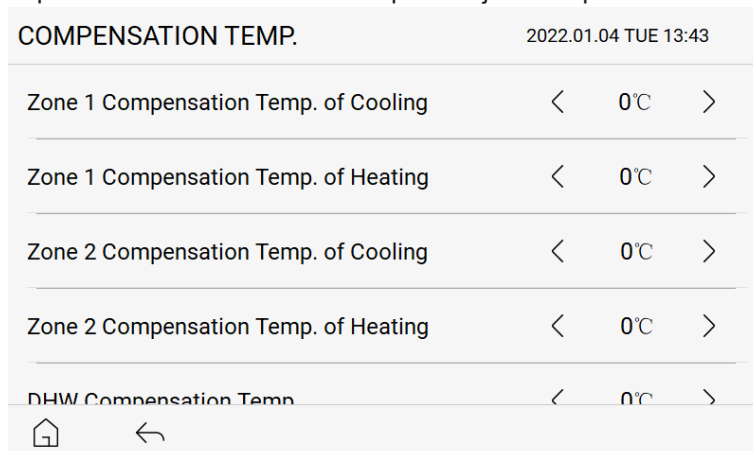 COMPENSATION TEMP.
2022.01.04 TUE 13:43
Zone 1 Compensation Temp. of Cooling < 0℃ >
Zone 1 Compensation Temp. of Heating < 0℃ >
Zone 2 Compensation Temp. of Cooling < 0℃ >
Zone 2 Compensation Temp. of Heating < 0℃ >
DHW Compensation Temp < 0℃ >